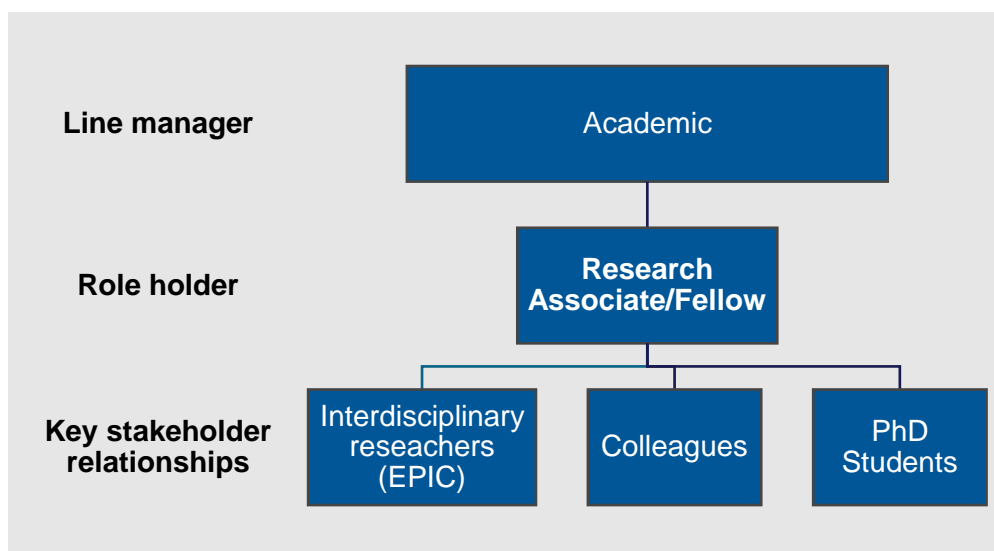 Line manager
Academic
Role holder
Research
Associate/Fellow
Key stakeholder
relationships
Interdisciplinary
reseachers
(EPIC)
Colleagues
PhD
Students